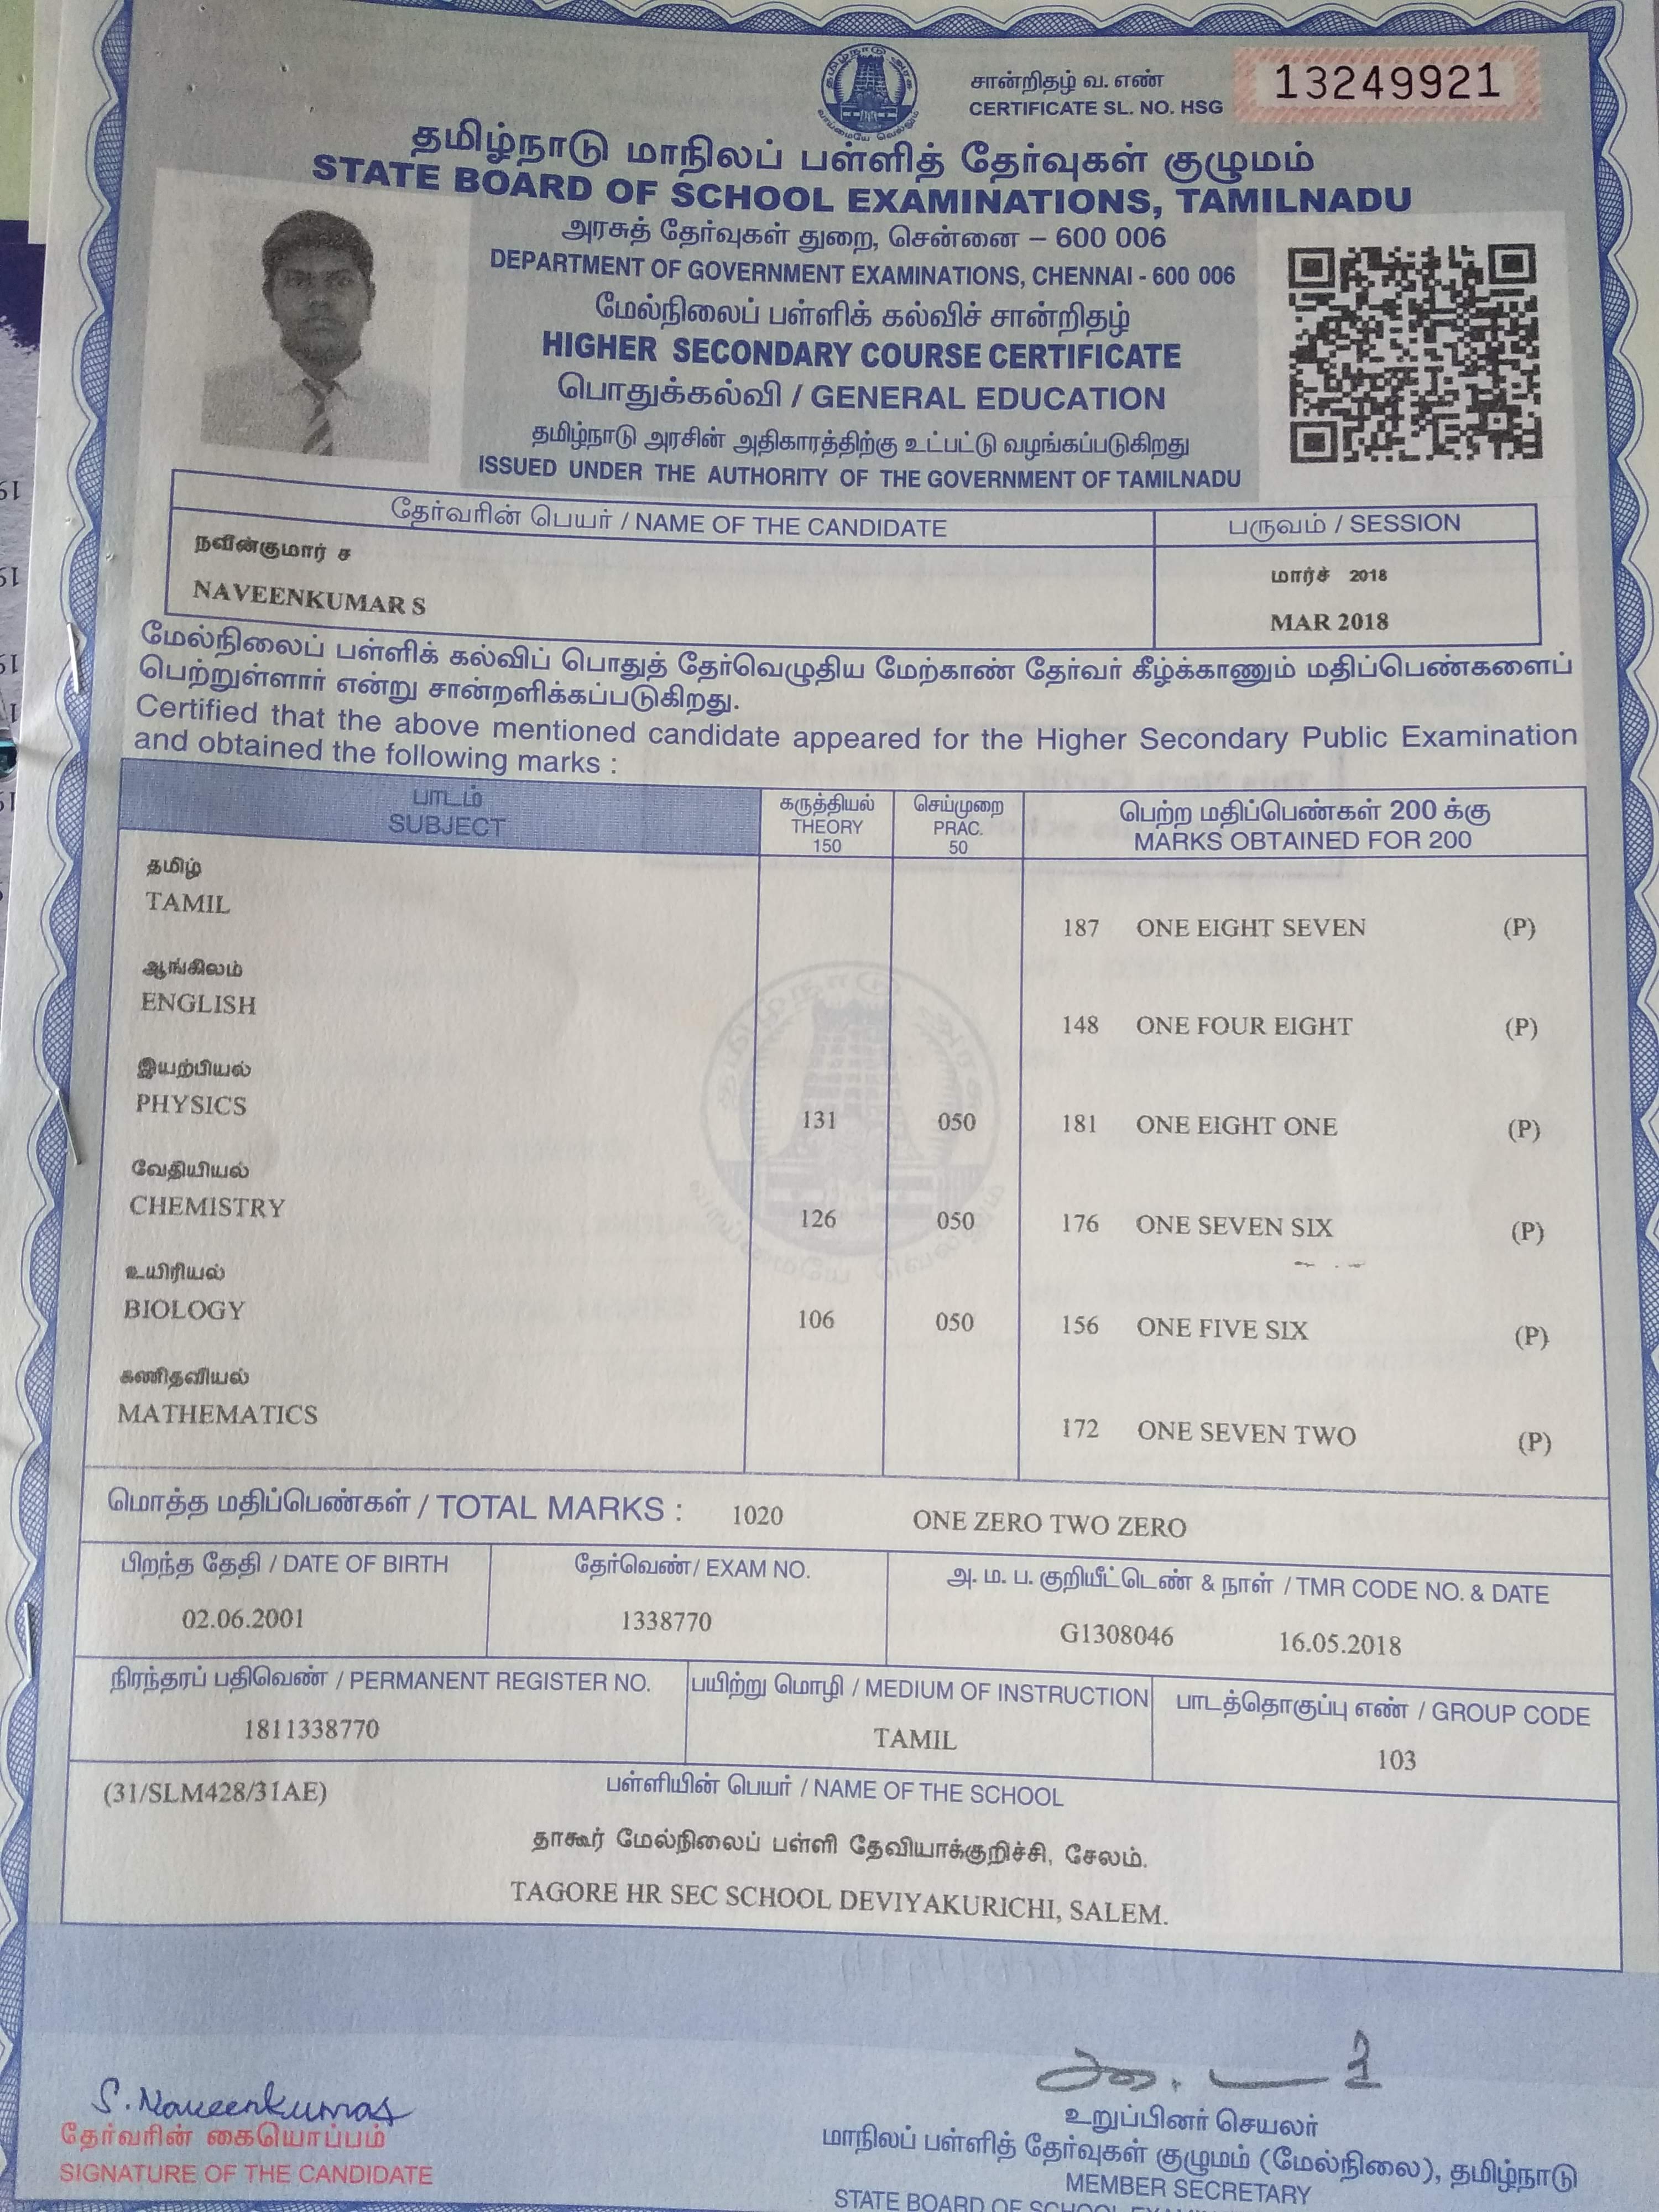 சான்றிதழ் வ. எண்
CERTIFICATE SL. NO. HSG 13249921
தமிழ்நாடு மாநிலப் பள்ளித் தேர்வுகள் குழுமம்
STATE BOARD OF SCHOOL EXAMINATIONS, TAMILNADU
அரசுத் தேர்வுகள் துறை, சென்னை – 600 006
DEPARTMENT OF GOVERNMENT EXAMINATIONS, CHENNAI - 600 006
மேல்நிலைப் பள்ளிக் கல்விச் சான்றிதழ்
HIGHER SECONDARY COURSE CERTIFICATE
பொதுக்கல்வி / GENERAL EDUCATION
தமிழ்நாடு அரசின் அதிகாரத்திற்கு உட்பட்டு வழங்கப்படுகிறது
ISSUED UNDER THE AUTHORITY OF THE GOVERNMENT OF TAMILNADU
தேர்வரின் பெயர் / NAME OF THE CANDIDATE பருவம் / SESSION
நவீன்குமார் ச மார்ச் 2018
NAVEENKUMAR S MAR 2018
மேல்நிலைப் பள்ளிக் கல்விப் பொதுத் தேர்வெழுதிய மேற்காண் தேர்வர் கீழ்க்காணும் மதிப்பெண்களைப்
பெற்றுள்ளார் என்று சான்றளிக்கப்படுகிறது.
Certified that the above mentioned candidate appeared for the Higher Secondary Public Examination
and obtained the following marks :
பாடம் கருத்தியல் செய்முறை பெற்ற மதிப்பெண்கள் 200 க்கு
SUBJECT THEORY PRAC. MARKS OBTAINED FOR 200
150 50
தமிழ்
TAMIL 187 ONE EIGHT SEVEN (P)
ஆங்கிலம்
ENGLISH 148 ONE FOUR EIGHT (P)
இயற்பியல்
PHYSICS 131 050 181 ONE EIGHT ONE (P)
வேதியியல்
CHEMISTRY 126 050 176 ONE SEVEN SIX (P)
உயிரியல்
BIOLOGY 106 050 156 ONE FIVE SIX (P)
கணிதவியல்
MATHEMATICS 172 ONE SEVEN TWO (P)
மொத்த மதிப்பெண்கள் / TOTAL MARKS : 1020 ONE ZERO TWO ZERO
பிறந்த தேதி / DATE OF BIRTH தேர்வெண்/ EXAM NO. அ. ம. ப. குறியீட்டெண் & நாள் / TMR CODE NO. & DATE
02.06.2001 1338770 G1308046 16.05.2018
நிரந்தரப் பதிவெண் / PERMANENT REGISTER NO. பயிற்று மொழி / MEDIUM OF INSTRUCTION பாடத்தொகுப்பு எண் / GROUP CODE
1811338770 TAMIL 103
(31/SLM428/31AE) பள்ளியின் பெயர் / NAME OF THE SCHOOL
தாகூர் மேல்நிலைப் பள்ளி தேவியாக்குறிச்சி, சேலம்.
TAGORE HR SEC SCHOOL DEVIYAKURICHI, SALEM.
S. Naveenkumar
தேர்வரின் கையொப்பம்
SIGNATURE OF THE CANDIDATE
உறுப்பினர் செயலர்
மாநிலப் பள்ளித் தேர்வுகள் குழுமம் (மேல்நிலை), தமிழ்நாடு
MEMBER SECRETARY
STATE BOARD OF SCHOOL